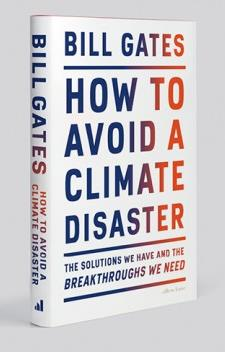 BILL GATES
HOW TO
AVOID A
CLIMATE
DISASTER
THE SOLUTIONS WE HAVE AND THE
BREAKTHROUGHS WE NEED
BILL GATES
HOW TO AVOID A
CLIMATE DISASTER